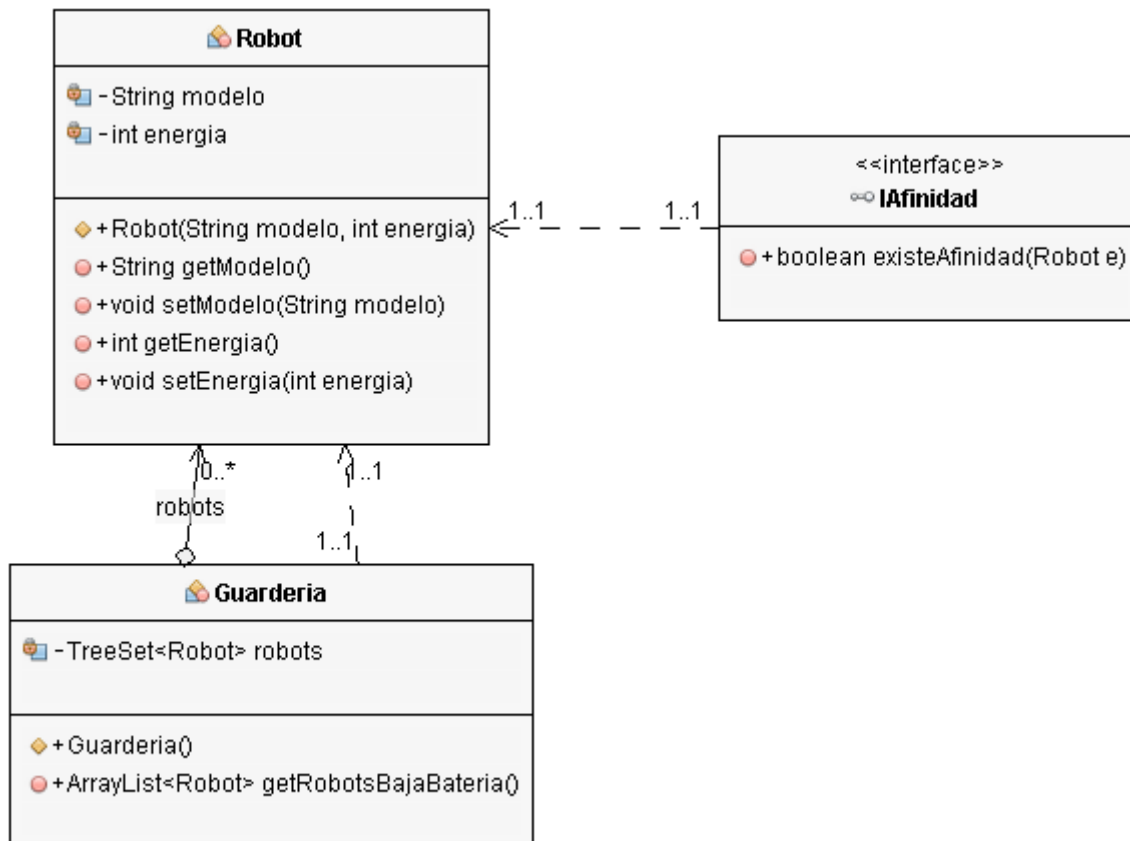 Robot
-String modelo
-int energia
+Robot(String modelo, int energia)
+String getModelo()
+void setModelo(String modelo)
+int getEnergia()
+void setEnergia(int energia)
<<interface>>
IAfinidad
+boolean existeAfinidad(Robot e)
1..1
1..1
0..*
1..1
robots
1..1
Guarderia
-TreeSet<Robot> robots
+Guarderia()
+ArrayList<Robot> getRobotsBajaBateria()